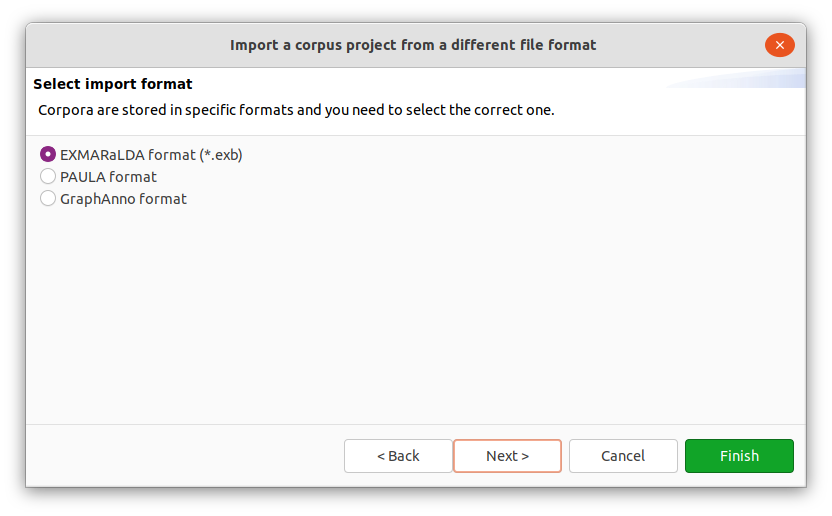 Import a corpus project from a different file format
Select import format
Corpora are stored in specific formats and you need to select the correct one.
EXMARaLDA format (*.exb)
PAULA format
GraphAnno format
< Back Next > Cancel Finish